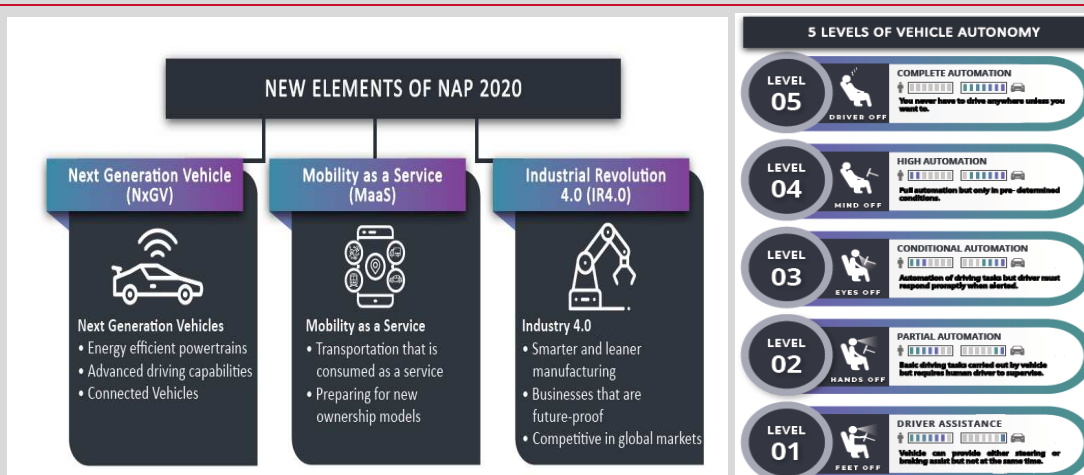 NEW ELEMENTS OF NAP 2020
Next Generation Vehicle
(NxGV)
Next Generation Vehicles
• Energy efficient powertrains
• Advanced driving capabilities
• Connected Vehicles
Mobility as a Service
(MaaS)
Mobility as a Service
• Transportation that is
consumed as a service
• Preparing for new
ownership models
Industrial Revolution
4.0 (IR4.0)
Industry 4.0
• Smarter and leaner
manufacturing
• Businesses that are
future-proof
• Competitive in global markets
5 LEVELS OF VEHICLE AUTONOMY
LEVEL
05
DRIVER OFF
COMPLETE AUTOMATION
You never have to drive anywhere unless you
want to.
LEVEL
04
MIND OFF
HIGH AUTOMATION
Full automation but only in pre- determined
conditions.
LEVEL
03
EYES OFF
CONDITIONAL AUTOMATION
Automation of driving tasks but driver must
respond promptly when alerted.
LEVEL
02
HANDS OFF
PARTIAL AUTOMATION
Basic driving tasks carried out by vehicle
but requires human driver to supervise.
LEVEL
01
FEET OFF
DRIVER ASSISTANCE
Vehicle can provide either steering or
braking assist but not at the same time.